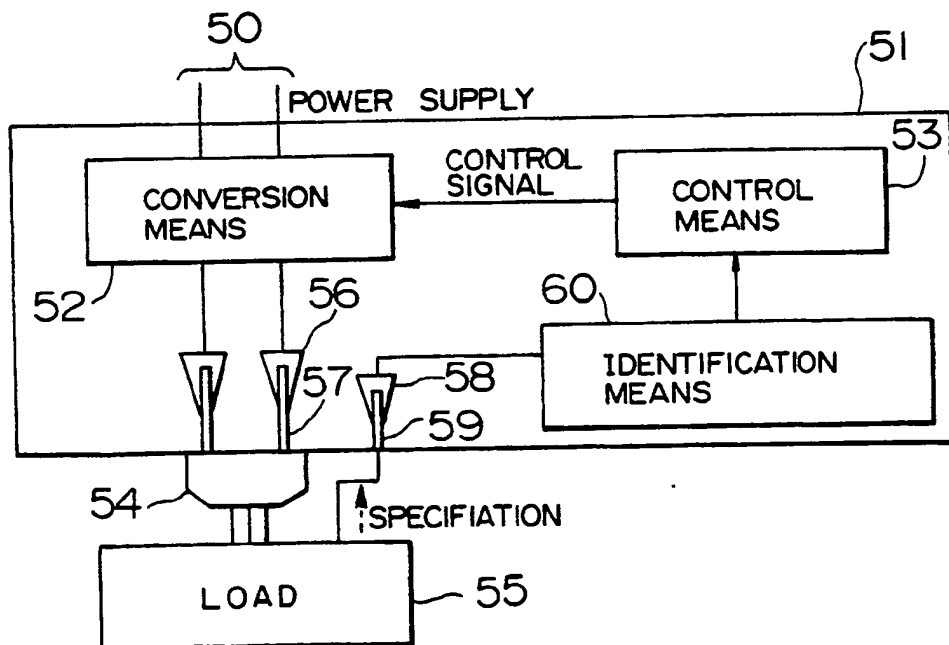 50
51
POWER SUPPLY
53
CONTROL
SIGNAL
CONVERSION
MEANS
CONTROL
MEANS
52
56
60
57
58
IDENTIFICATION
MEANS
59
54
SPECIFIATION
LOAD
55